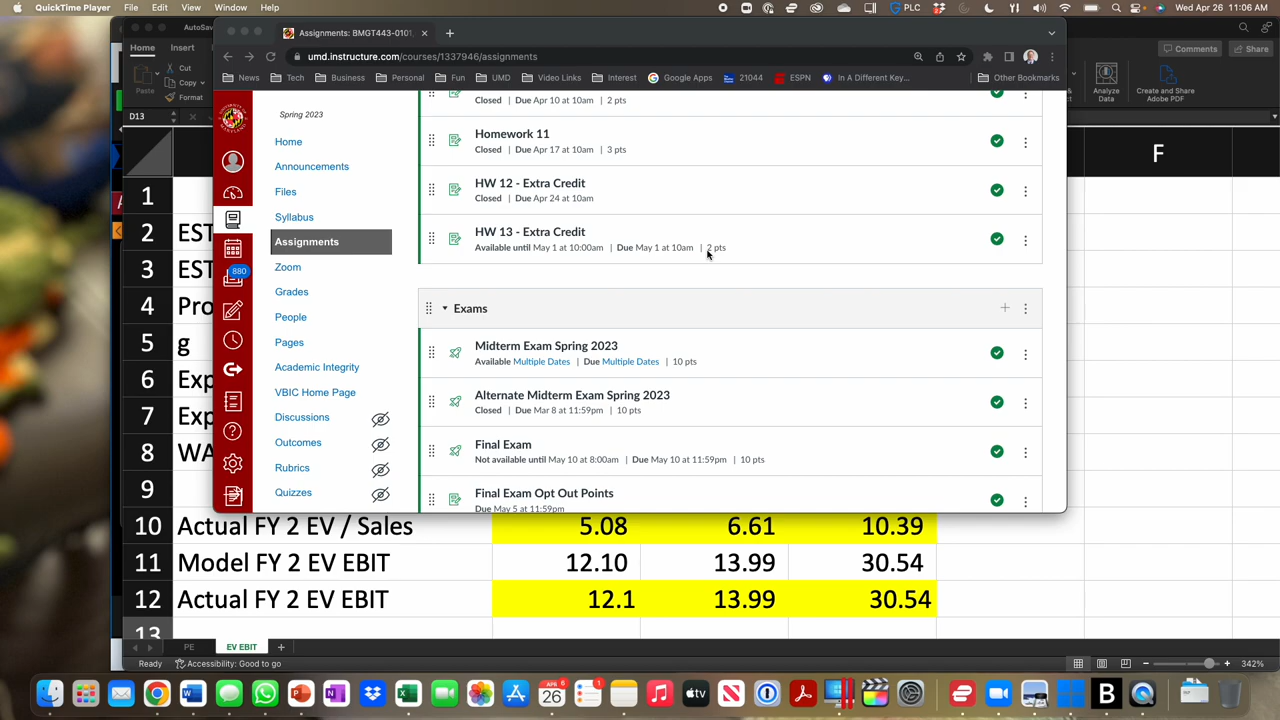 QuickTime Player File Edit View Window Help
PLC
Wed Apr 26 11:06 AM
AutoSav
Assignments: BMGT443-0101
umd.instructure.com/courses/1337946/assignments
News Tech Business Personal Fun UMD Video Links Interest Google Apps 21044 ESPN In A Different Key... Other Bookmarks
Home Insert
Comments Share
Paste
Cut
Copy
Format
Analyze Data
Create and Share Adobe PDF
D13
F
Spring 2023
Home
Announcements
Files
Syllabus
Assignments
Zoom
880
Grades
People
Pages
Academic Integrity
VBIC Home Page
Discussions
Outcomes
Rubrics
Quizzes
Closed | Due Apr 10 at 10am | 2 pts
Homework 11
Closed | Due Apr 17 at 10am | 3 pts
HW 12 - Extra Credit
Closed | Due Apr 24 at 10am
HW 13 - Extra Credit
Available until May 1 at 10:00am | Due May 1 at 10am | 2 pts
Exams
Midterm Exam Spring 2023
Available Multiple Dates | Due Multiple Dates | 10 pts
Alternate Midterm Exam Spring 2023
Closed | Due Mar 8 at 11:59pm | 10 pts
Final Exam
Not available until May 10 at 8:00am | Due May 10 at 11:59pm | 10 pts
Final Exam Opt Out Points
Due May 5 at 11:59pm
1
2 EST
3 EST
4 Pro
5 g
6 Exp
7 Exp
8 WA
9
10 Actual FY 2 EV / Sales 5.08 6.61 10.39
11 Model FY 2 EV EBIT 12.10 13.99 30.54
12 Actual FY 2 EV EBIT 12.1 13.99 30.54
13
PE EV EBIT
Ready Accessibility: Good to go
342%
26
1